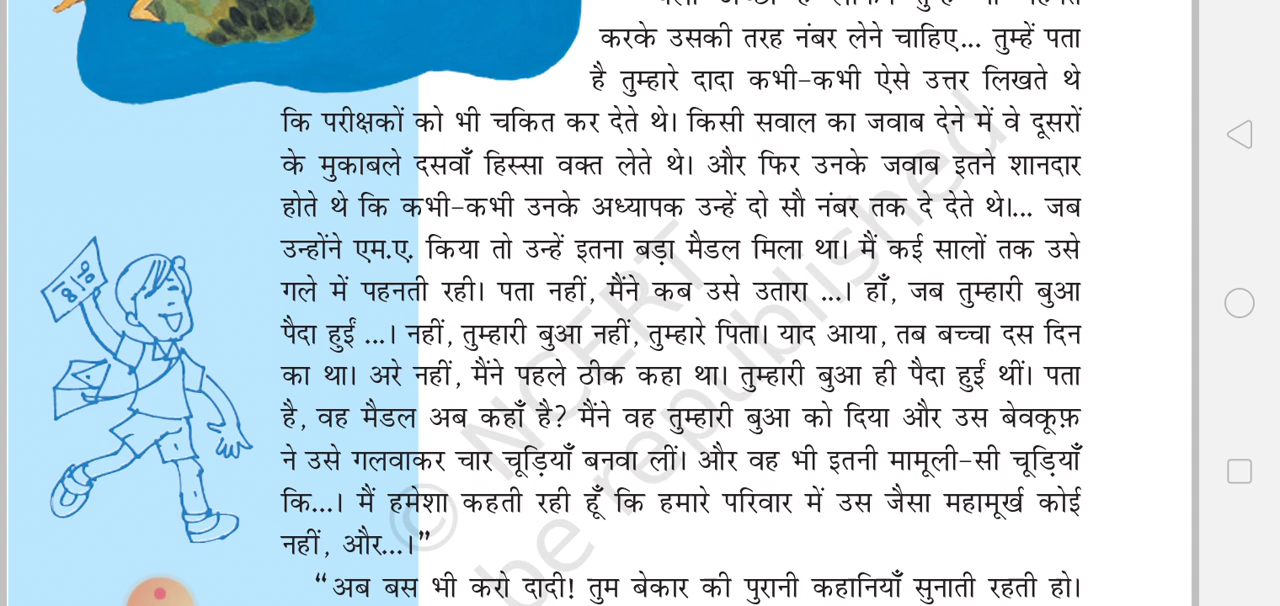 करके उसकी तरह नंबर लेने चाहिए... तुम्हें पता
है तुम्हारे दादा कभी-कभी ऐसे उत्तर लिखते थे
कि परीक्षकों को भी चकित कर देते थे। किसी सवाल का जवाब देने में वे दूसरों
के मुकाबले दसवाँ हिस्सा वक्त लेते थे। और फिर उनके जवाब इतने शानदार
होते थे कि कभी-कभी उनके अध्यापक उन्हें दो सौ नंबर तक दे देते थे।... जब
उन्होंने एम.ए. किया तो उन्हें इतना बड़ा मैडल मिला था। मैं कई सालों तक उसे
गले में पहनती रही। पता नहीं, मैंने कब उसे उतारा ...। हाँ, जब तुम्हारी बुआ
पैदा हुईं ...। नहीं, तुम्हारी बुआ नहीं, तुम्हारे पिता। याद आया, तब बच्चा दस दिन
का था। अरे नहीं, मैंने पहले ठीक कहा था। तुम्हारी बुआ ही पैदा हुईं थीं। पता
है, वह मैडल अब कहाँ है? मैंने वह तुम्हारी बुआ को दिया और उस बेवकूफ़
ने उसे गलवाकर चार चूड़ियाँ बनवा लीं। और वह भी इतनी मामूली-सी चूड़ियाँ
कि...। मैं हमेशा कहती रही हूँ कि हमारे परिवार में उस जैसा महामूर्ख कोई
नहीं, और...।”
“अब बस भी करो दादी! तुम बेकार की पुरानी कहानियाँ सुनाती रहती हो।
© NCERT
be republished